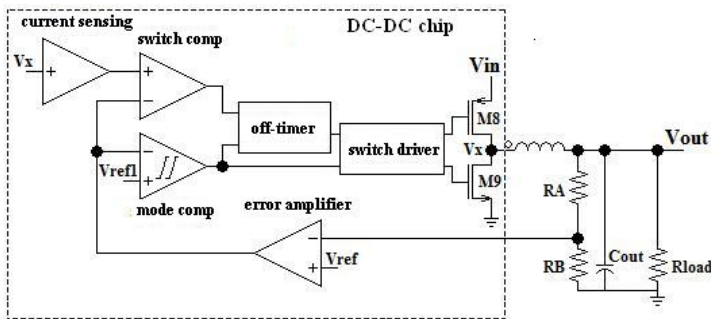 current sensing
DC-DC chip
switch comp
Vx
+
+
−
Vin
off-timer
M8
switch driver
Vx
Vout
−
Vref1
+
mode comp
M9
RA
error amplifier
−
Vref
+
RB
Cout
Rload